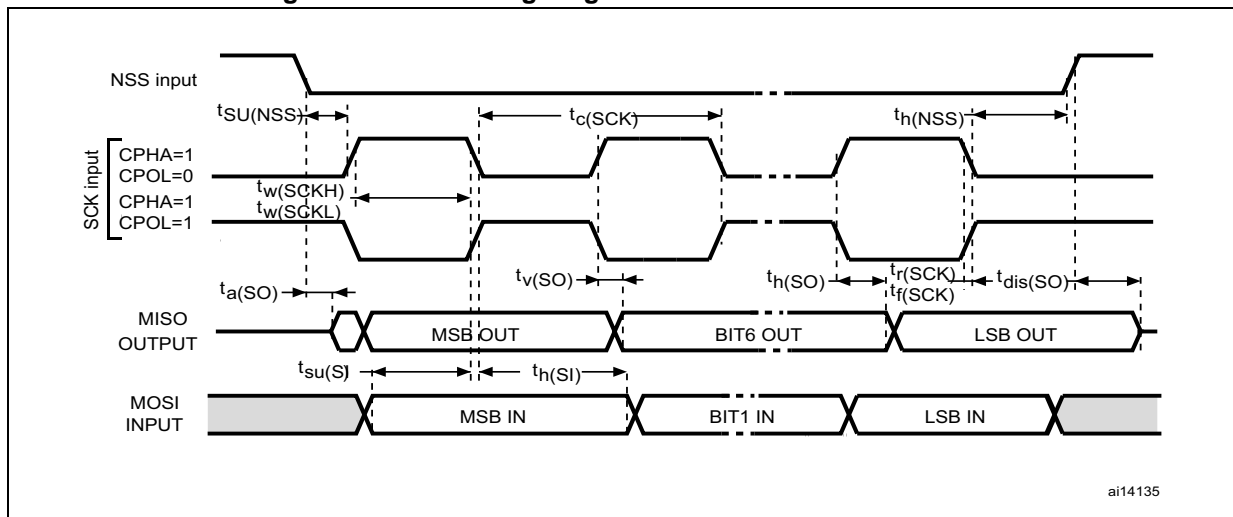 NSS input
tSU(NSS)
tc(SCK)
th(NSS)
SCK input
CPHA=1
CPOL=0
CPHA=1
CPOL=1
tw(SCKH)
tw(SCKL)
ta(SO)
tv(SO)
th(SO)
tr(SCK)
tf(SCK)
tdis(SO)
MISO
OUTPUT
MSB OUT
BIT6 OUT
LSB OUT
tsu(SI
th(SI)
MOSI
INPUT
MSB IN
BIT1 IN
LSB IN
ai14135